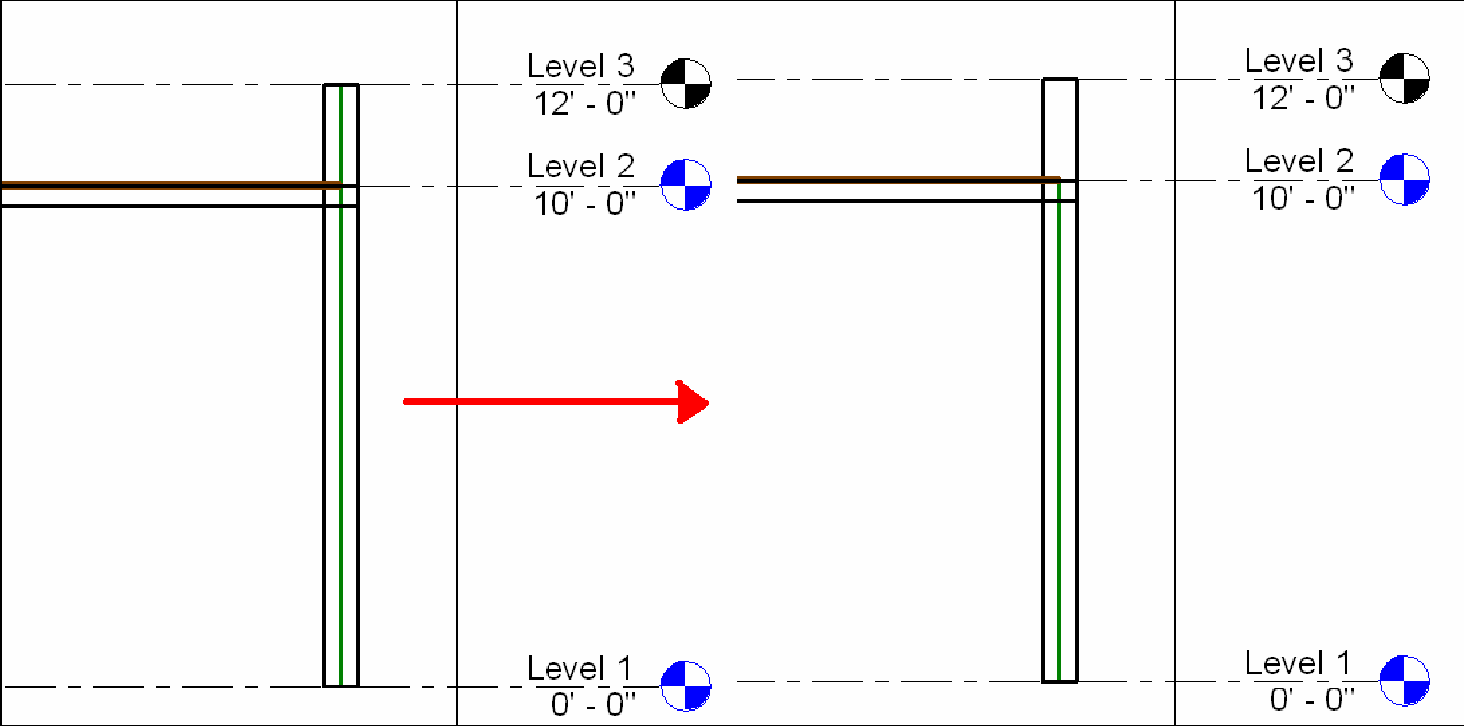 Level 3
12' - 0"
Level 2
10' - 0"
Level 1
0' - 0"
Level 3
12' - 0"
Level 2
10' - 0"
Level 1
0' - 0"